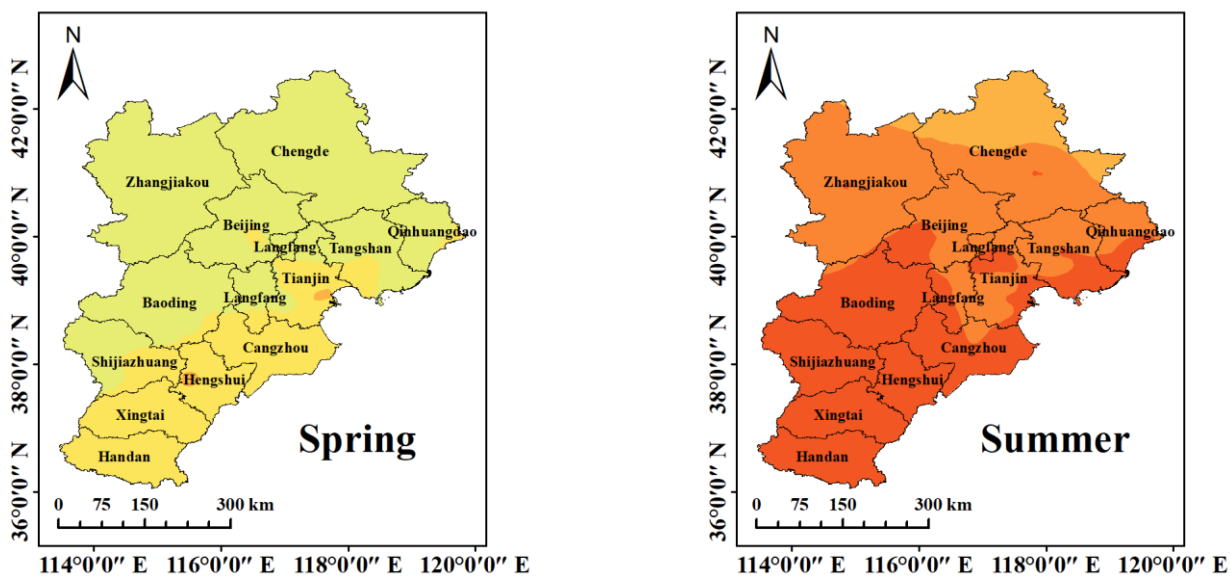 N
42°0′0″ N
40°0′0″ N
38°0′0″ N
36°0′0″ N
Chengde
Zhangjiakou
Beijing
Qinhuangdao
Langfang
Tangshan
Tianjin
Baoding
Langfang
Cangzhou
Shijiazhuang
Hengshui
Xingtai
Handan
Spring
0 75 150 300 km
114°0′0″ E 116°0′0″ E 118°0′0″ E 120°0′0″ E
N
42°0′0″ N
40°0′0″ N
38°0′0″ N
36°0′0″ N
Chengde
Zhangjiakou
Beijing
Qinhuangdao
Langfang
Tangshan
Tianjin
Baoding
Langfang
Cangzhou
Shijiazhuang
Hengshui
Xingtai
Handan
Summer
0 75 150 300 km
114°0′0″ E 116°0′0″ E 118°0′0″ E 120°0′0″ E